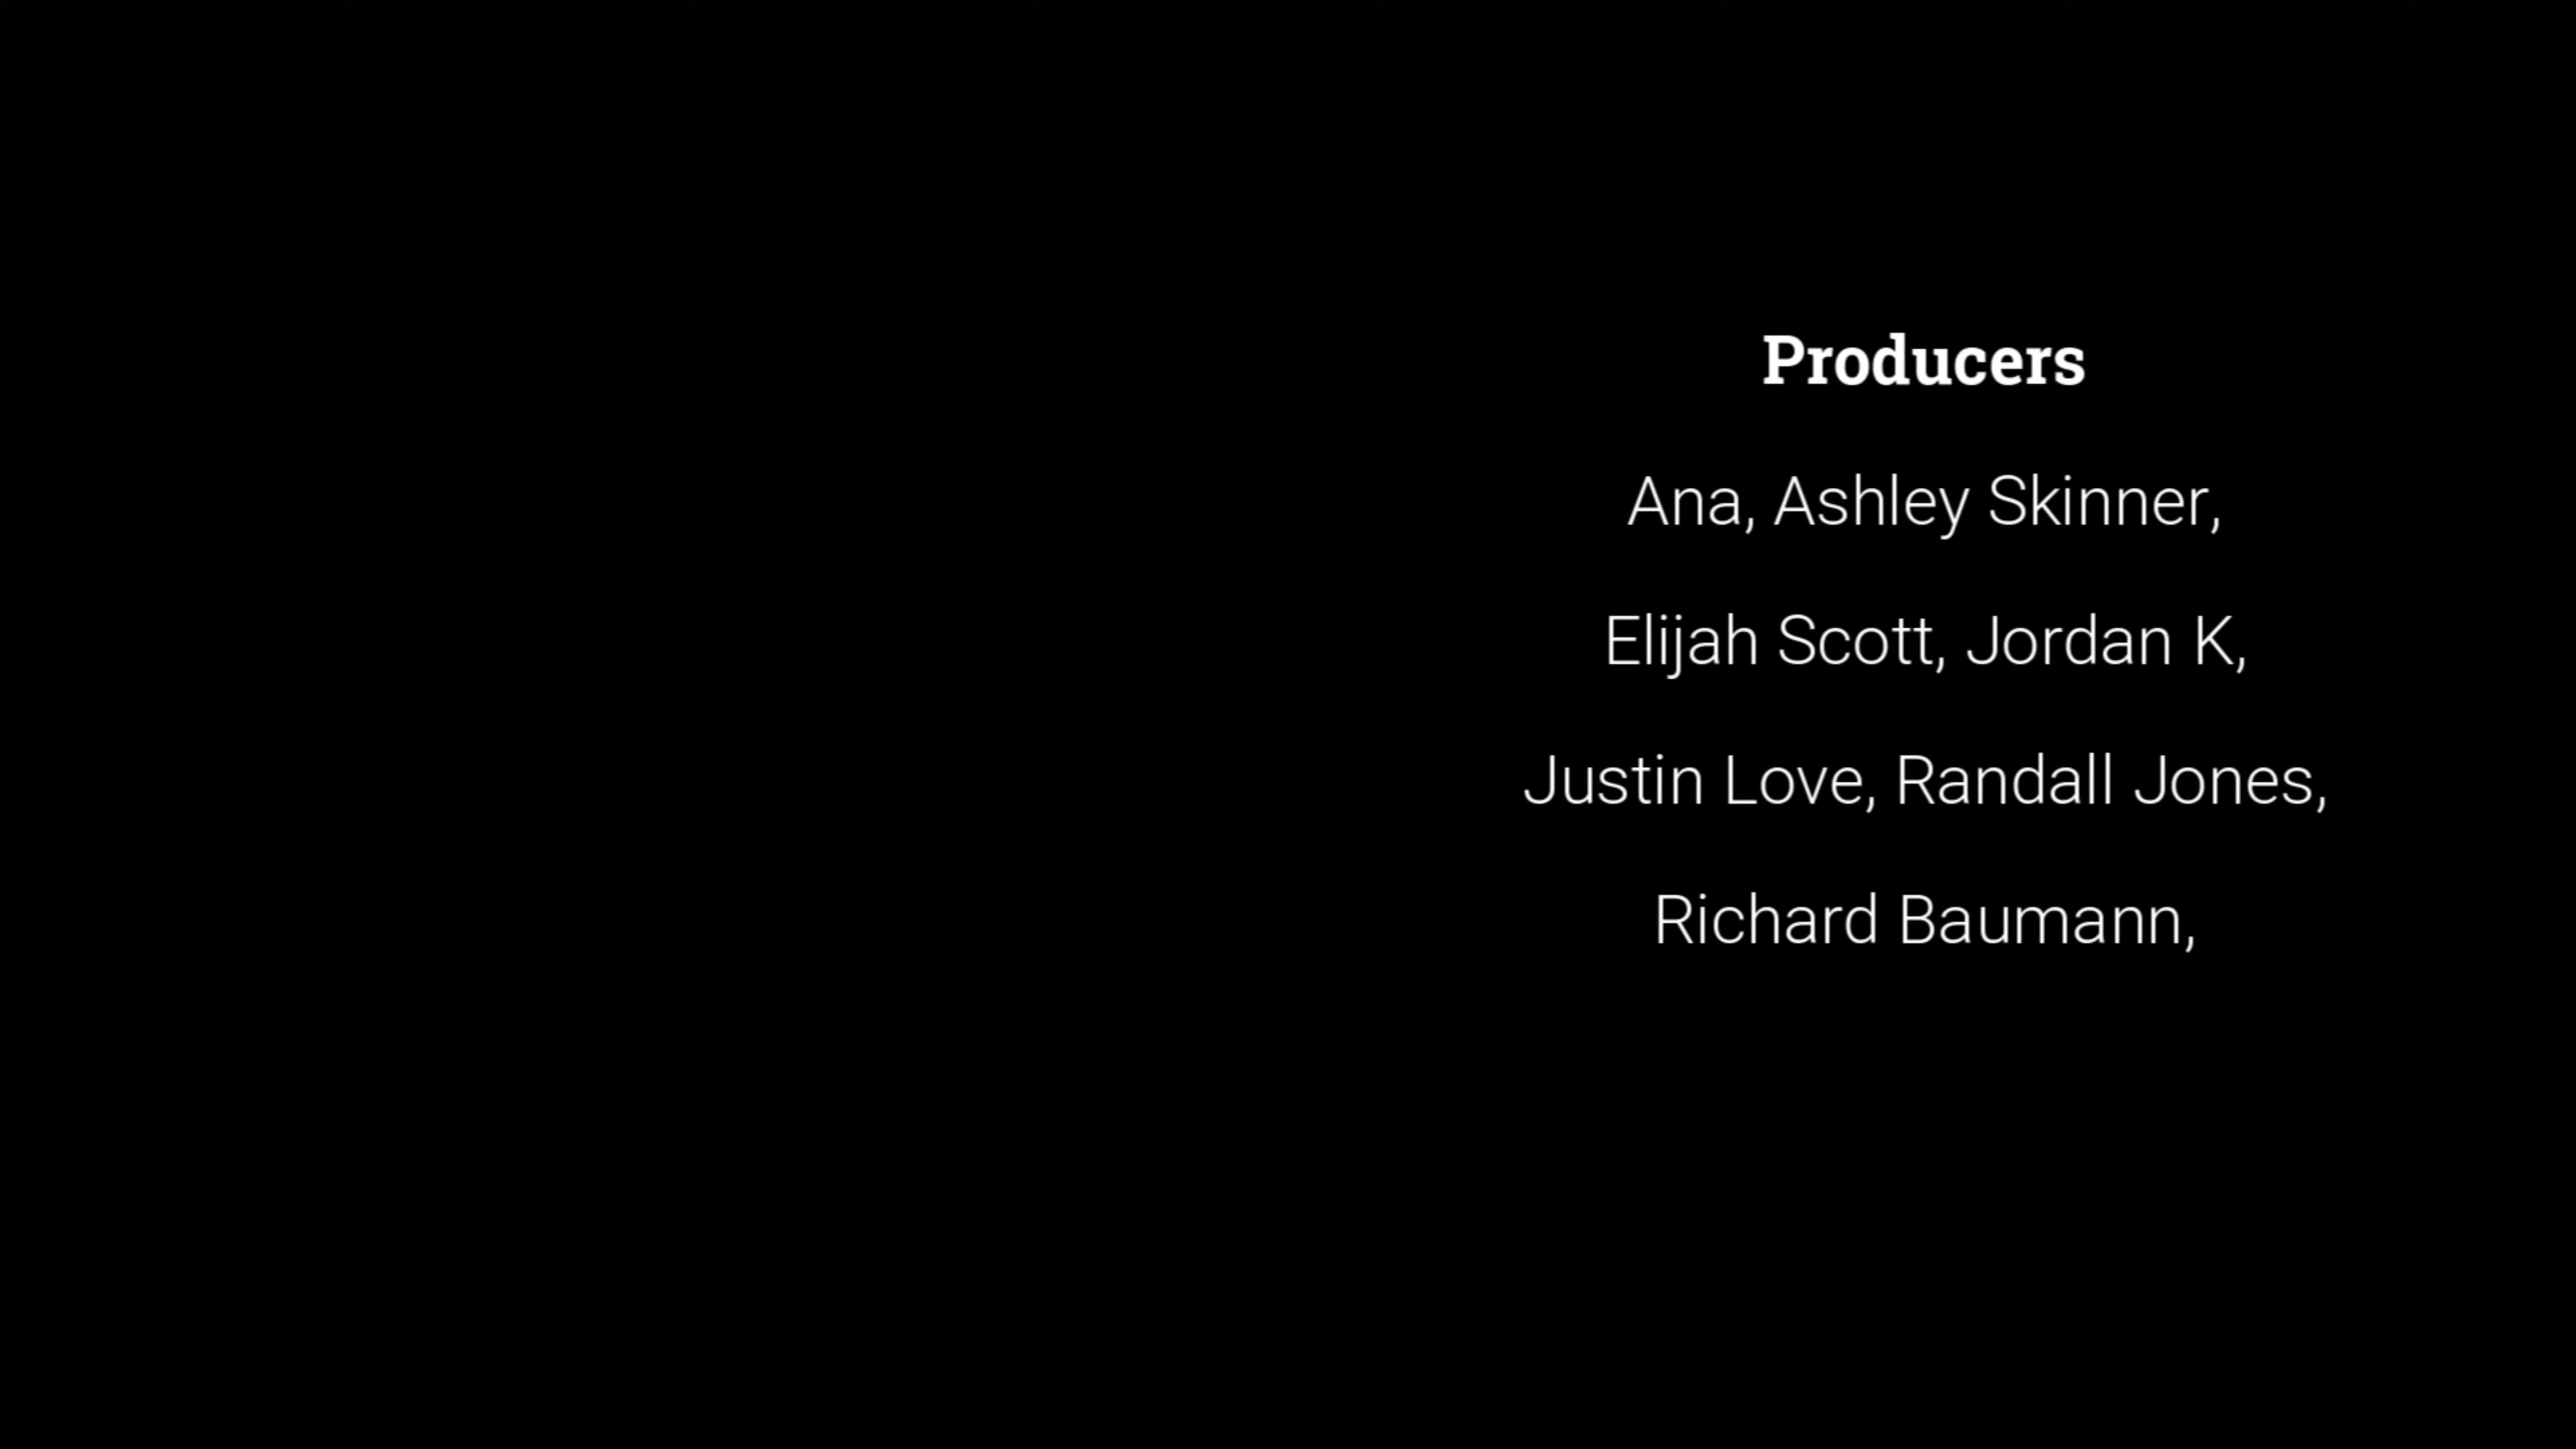 Producers
Ana, Ashley Skinner,
Elijah Scott, Jordan K,
Justin Love, Randall Jones,
Richard Baumann,